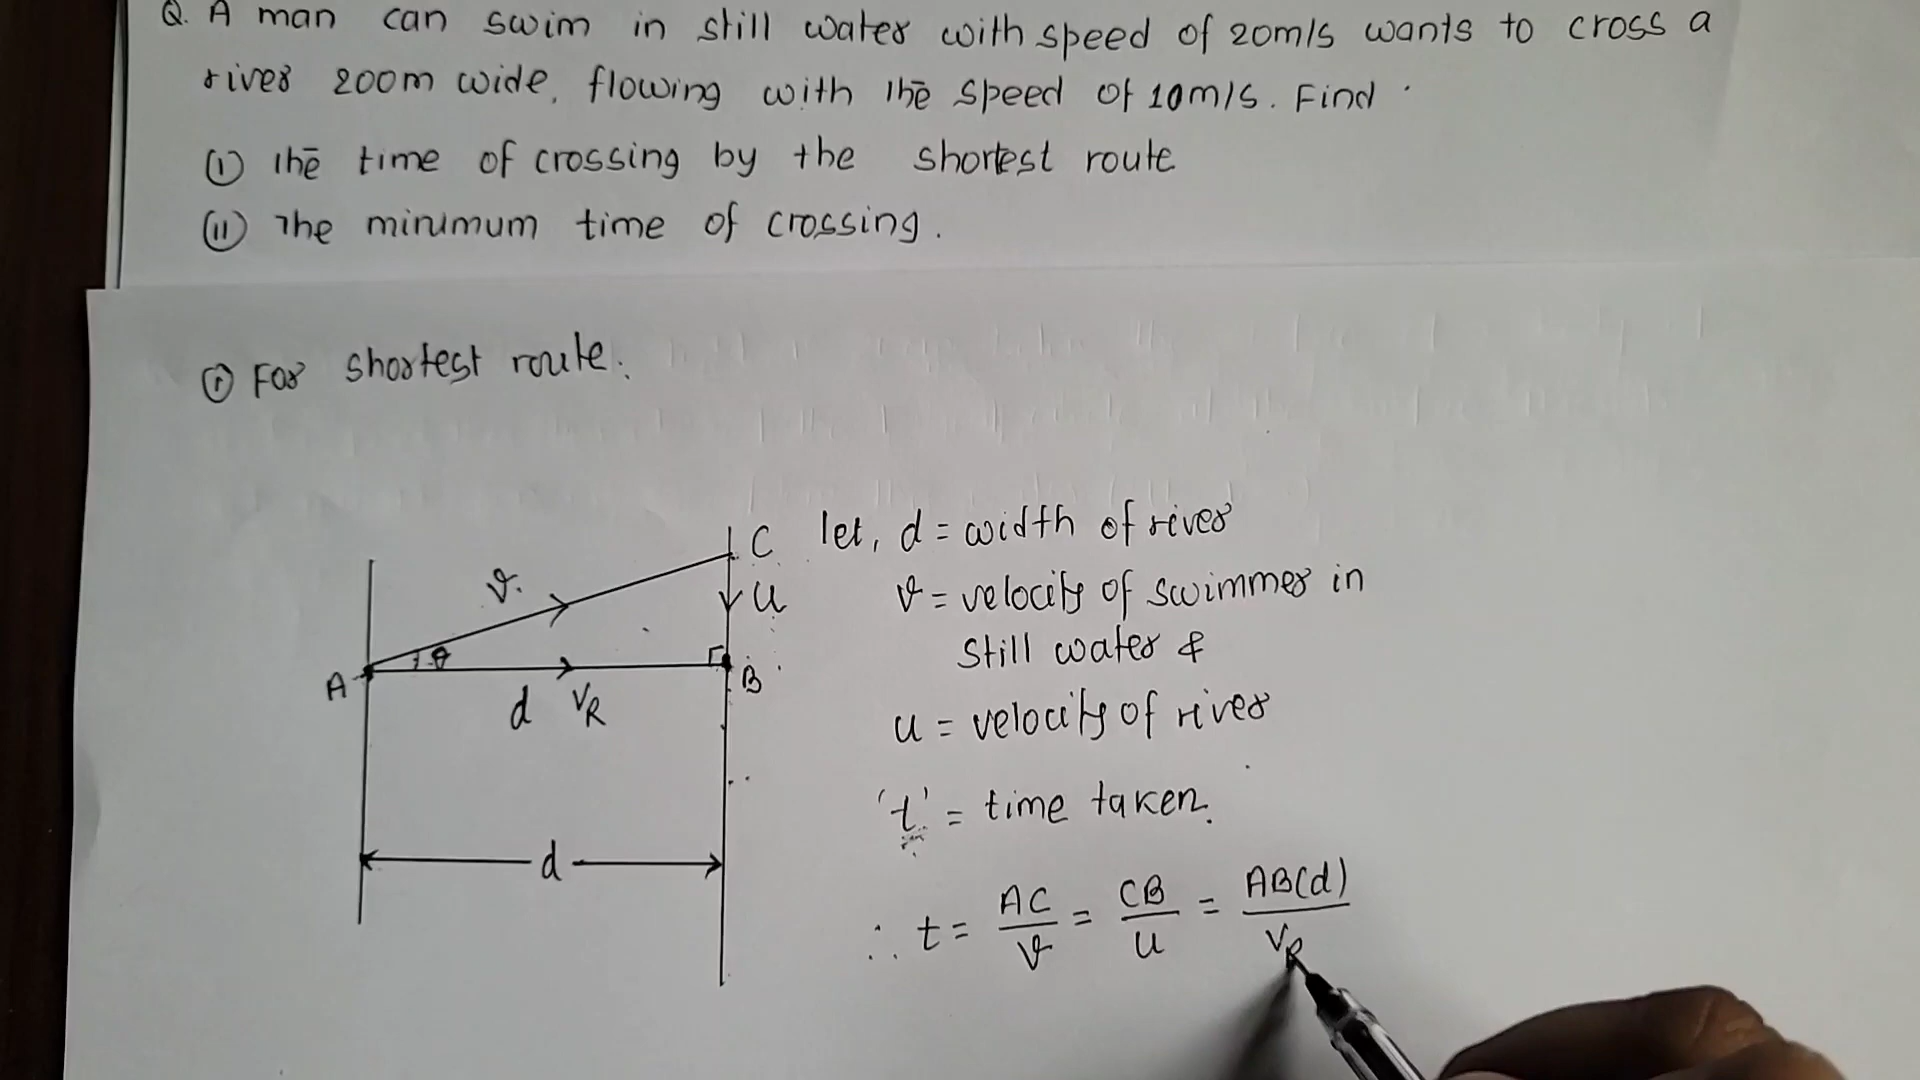 Q. A man can swim in still water with speed of 20m/s wants to cross a
river 200m wide, flowing with the speed of 10m/s. Find
(i) The time of crossing by the shortest route
(ii) The minimum time of crossing.
(i) For shortest route.
C
v
u
θ
A
B
d VR
d
let, d = width of river
v = velocity of swimmer in
still water &
u = velocity of river
't' = time taken.
∴ t = AC/v = CB/u = AB(d)/VR